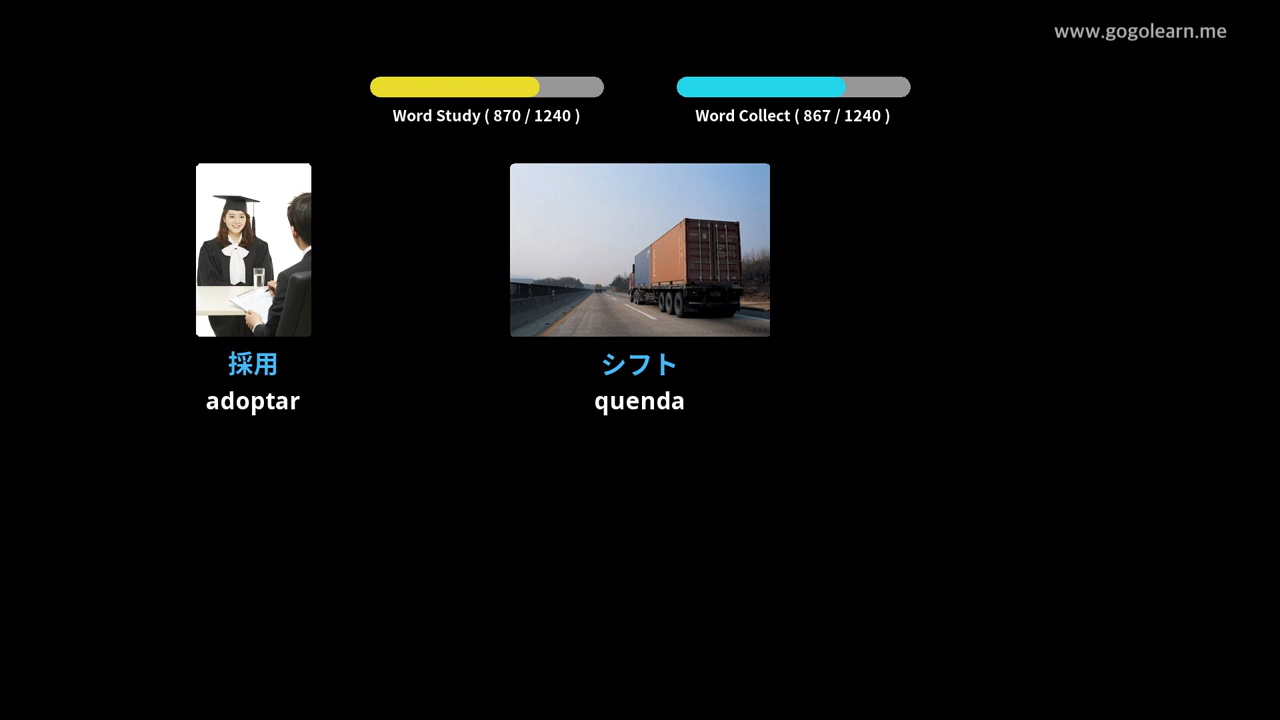 www.gogolearn.me
Word Study ( 870 / 1240 )
Word Collect ( 867 / 1240 )
採用
adoptar
シフト
quenda